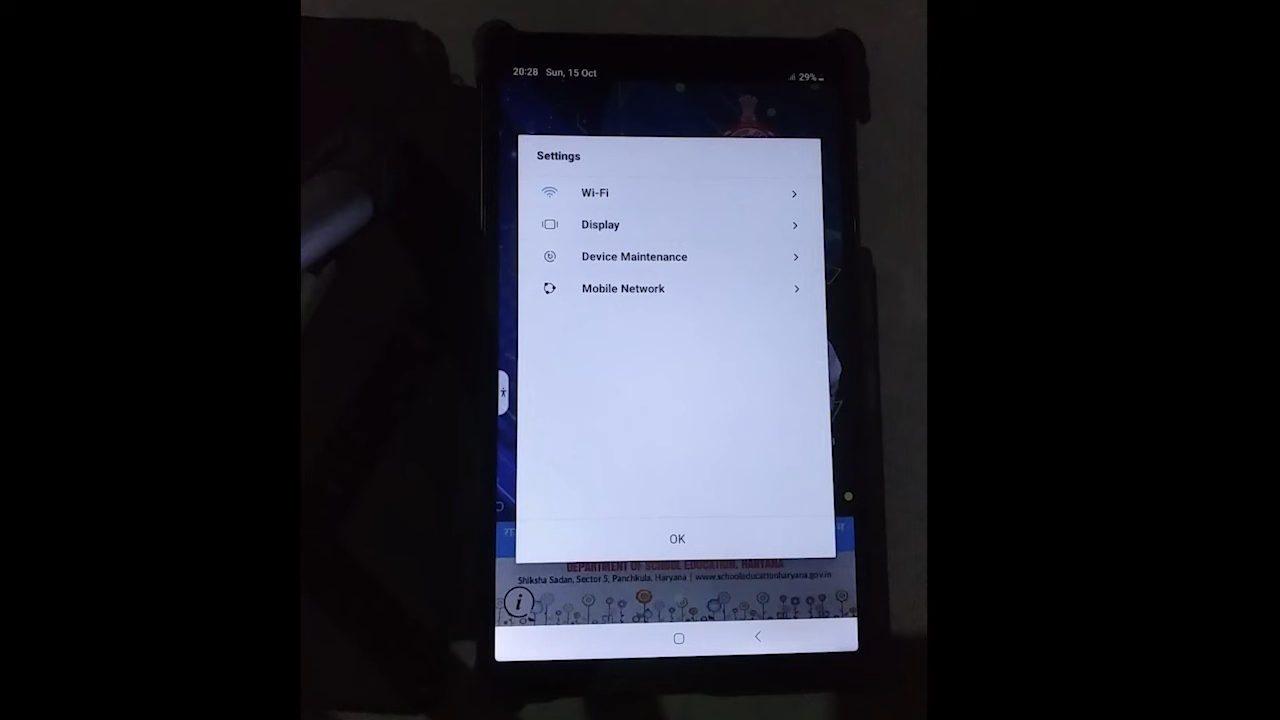 20:28 Sun, 15 Oct 29%
Settings
Wi-Fi
Display
Device Maintenance
Mobile Network
OK
DEPARTMENT OF SCHOOL EDUCATION, HARYANA
Shiksha Sadan, Sector 5, Panchkula, Haryana | www.schooleducationharyana.gov.in
i